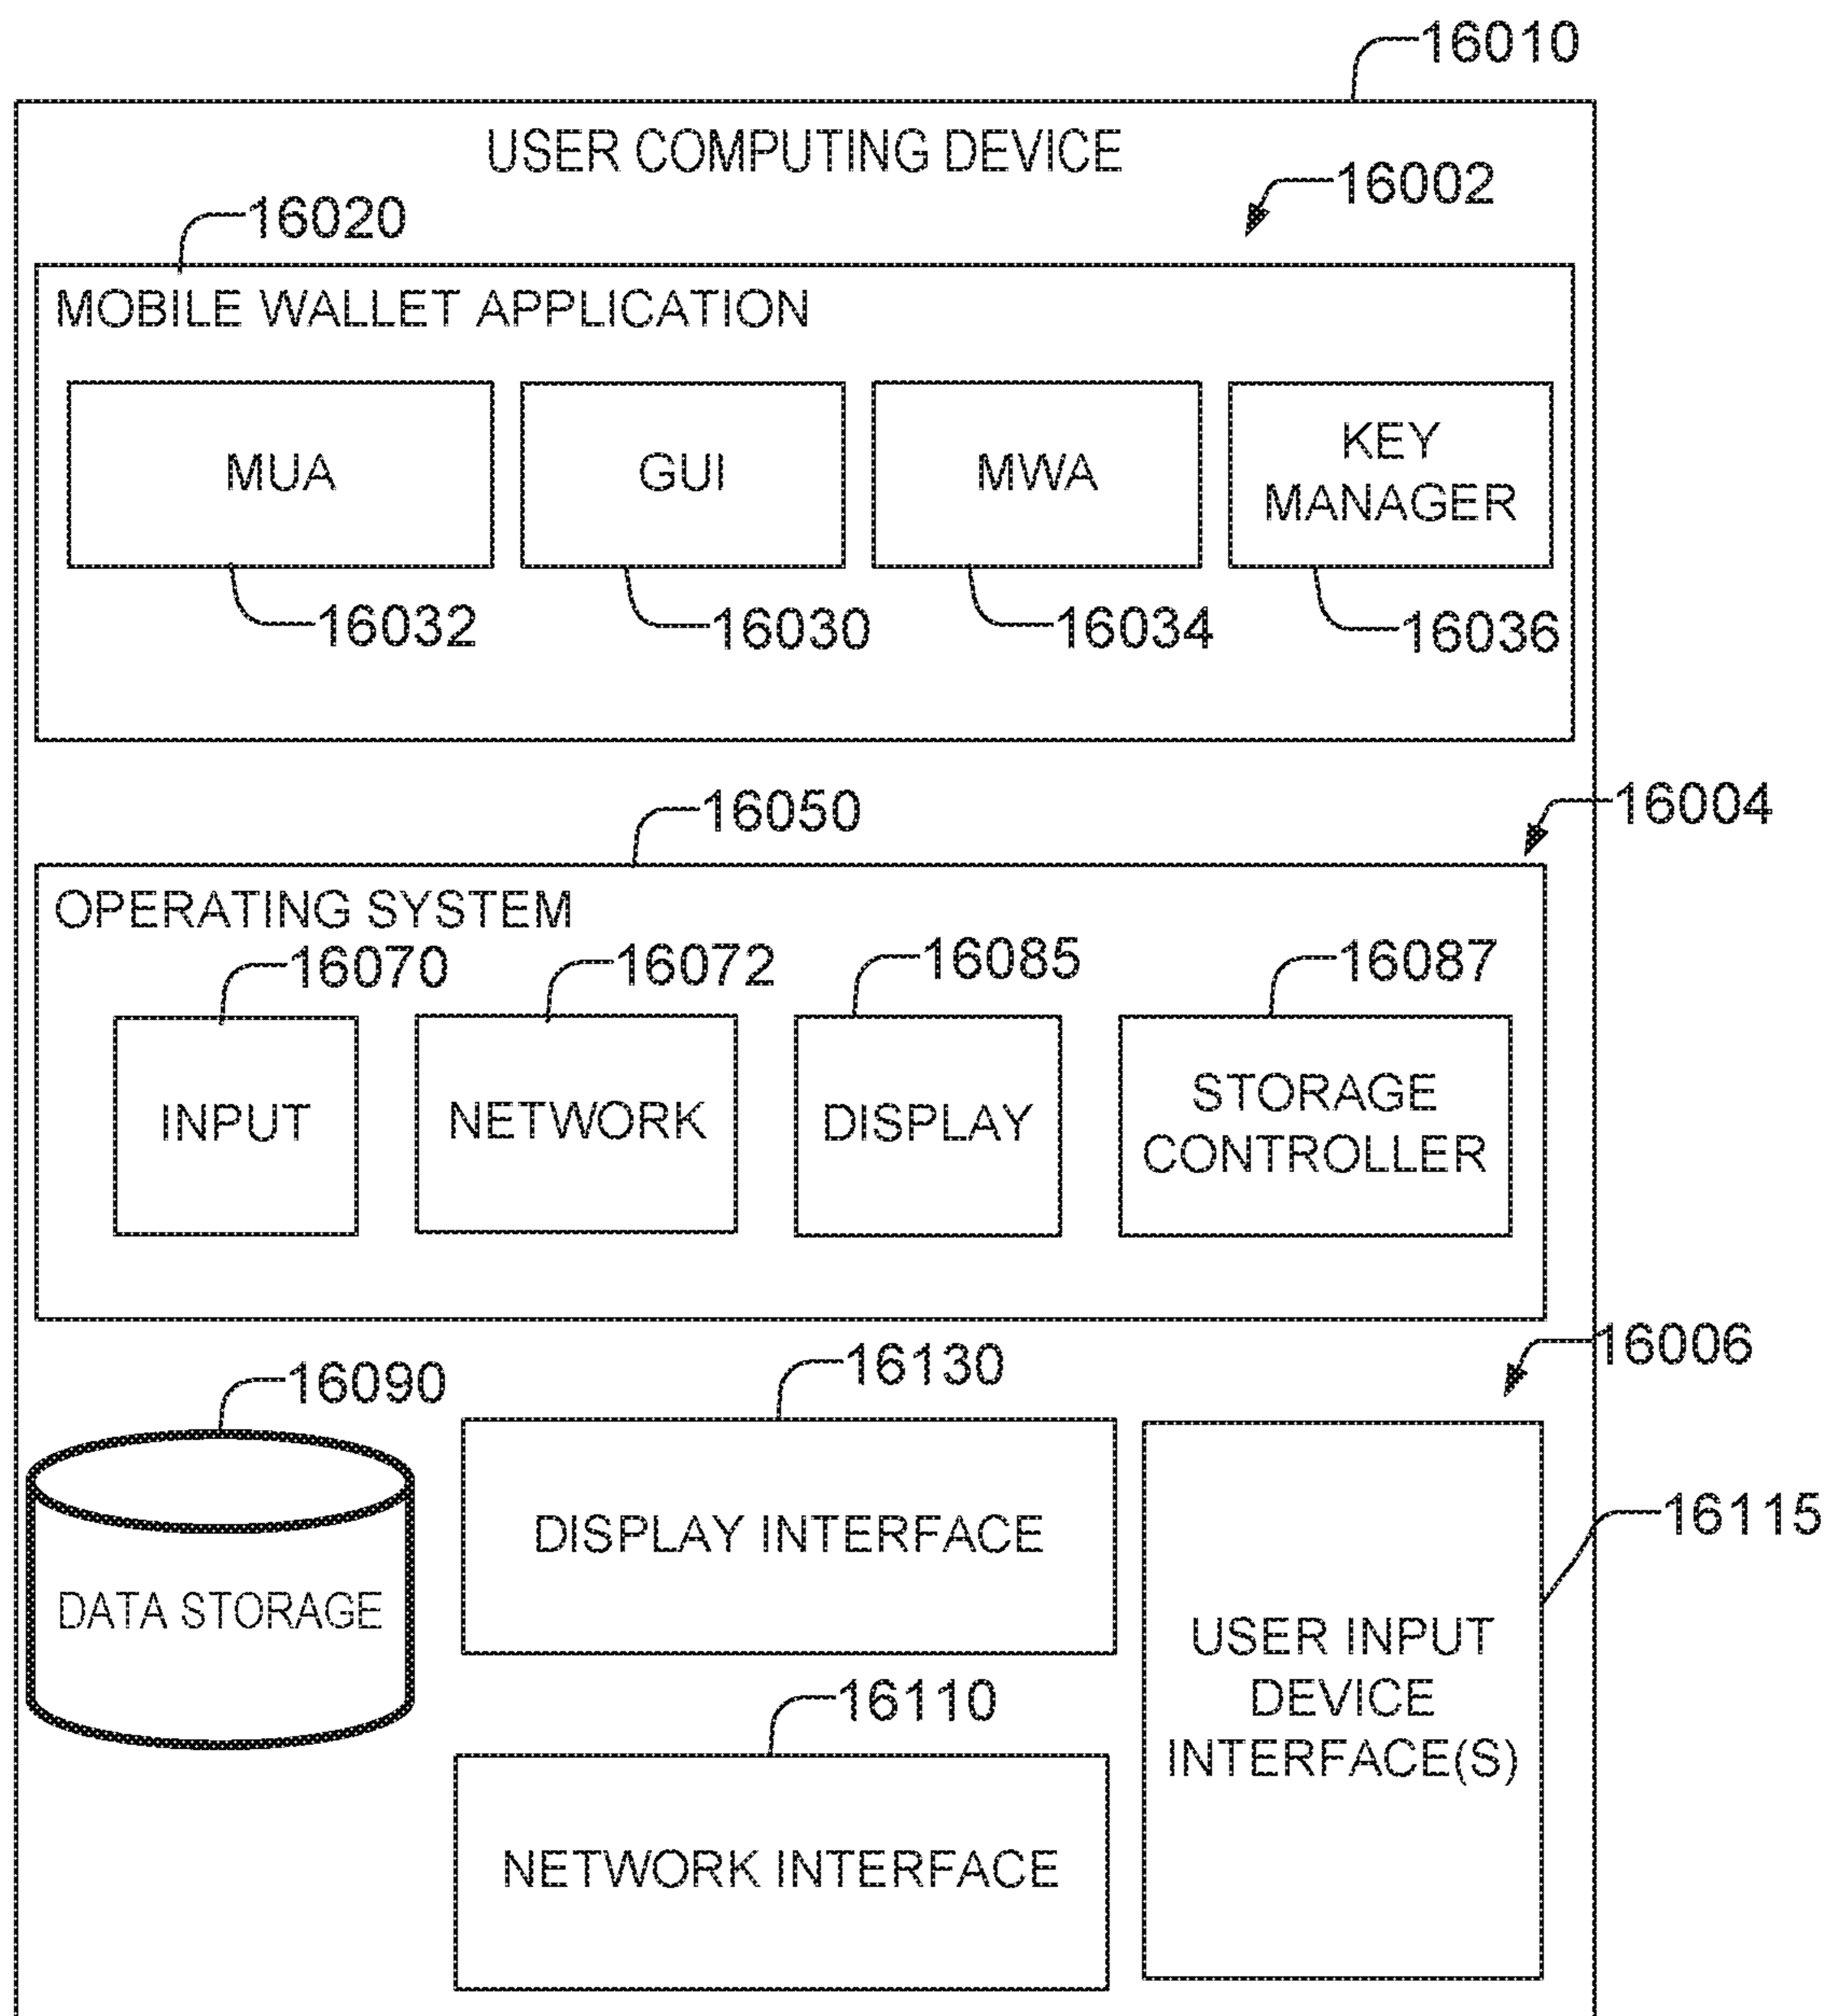 16010
USER COMPUTING DEVICE
16002
16020
MOBILE WALLET APPLICATION
MUA
GUI
MWA
KEY
MANAGER
16032
16030
16034
16036
16050
16004
OPERATING SYSTEM
16070
16072
16085
16087
INPUT
NETWORK
DISPLAY
STORAGE
CONTROLLER
16006
16090
16130
DATA STORAGE
DISPLAY INTERFACE
16115
USER INPUT
DEVICE
INTERFACE(S)
16110
NETWORK INTERFACE